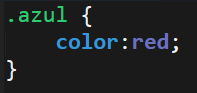 .azul {
    color:red;
}